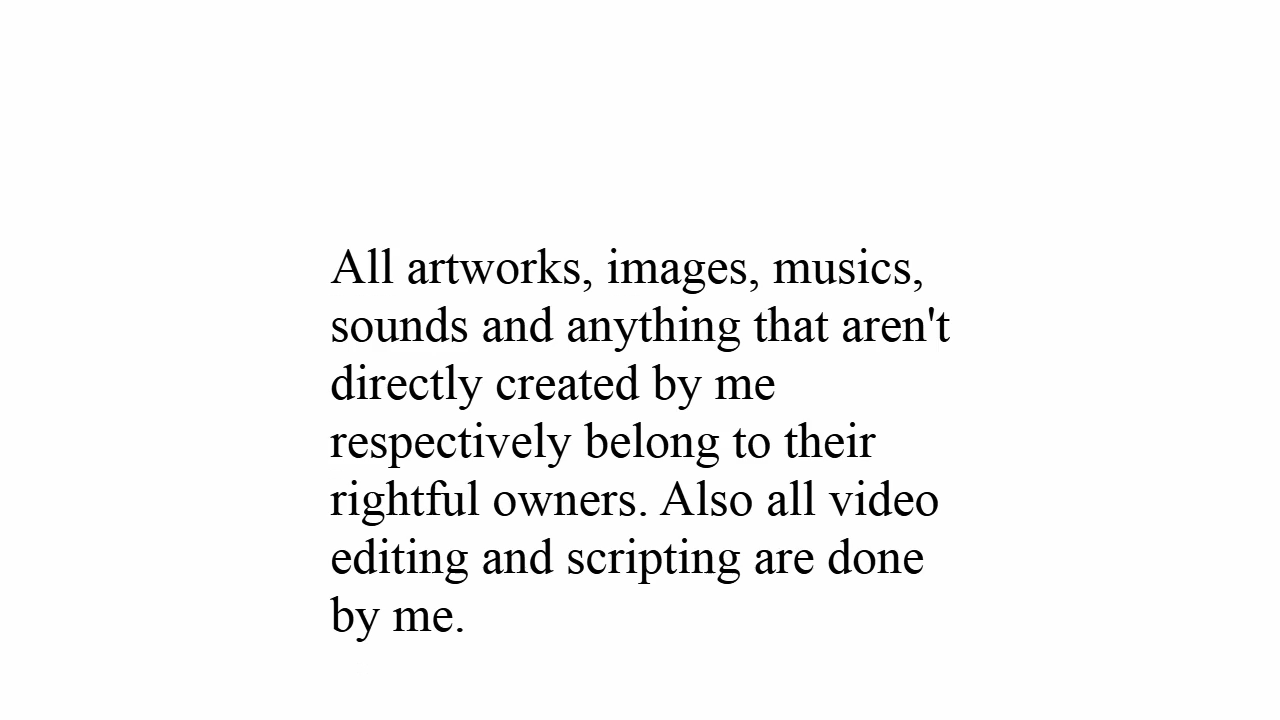 All artworks, images, musics,
sounds and anything that aren't
directly created by me
respectively belong to their
rightful owners. Also all video
editing and scripting are done
by me.